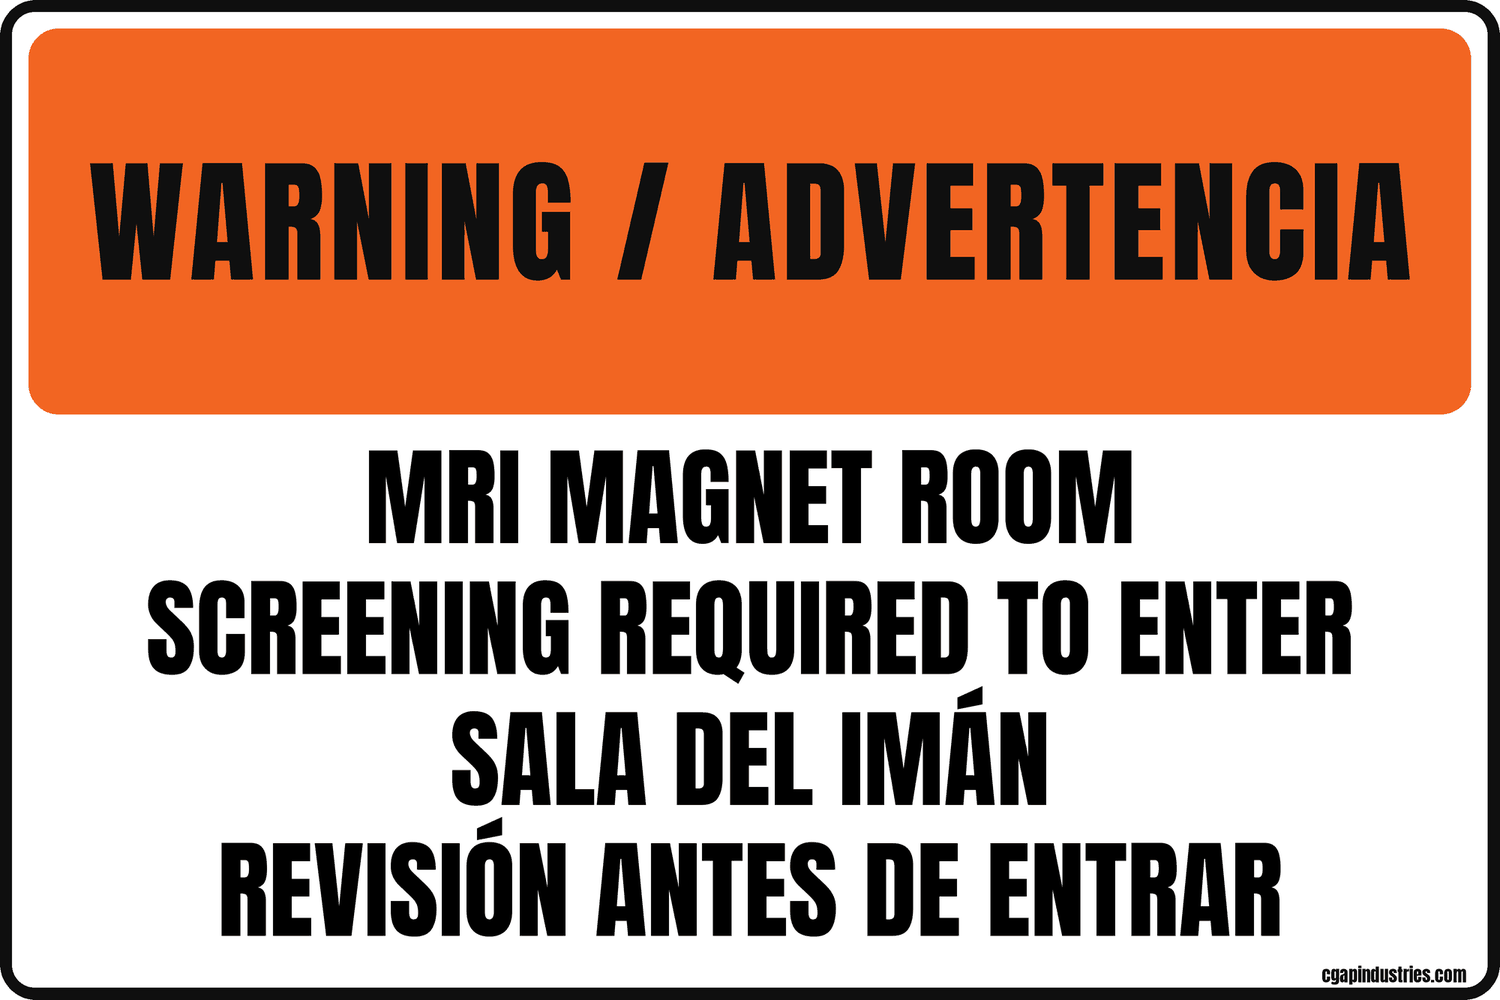 WARNING / ADVERTENCIA
MRI MAGNET ROOM
SCREENING REQUIRED TO ENTER
SALA DEL IMÁN
REVISIÓN ANTES DE ENTRAR
cgapindustries.com